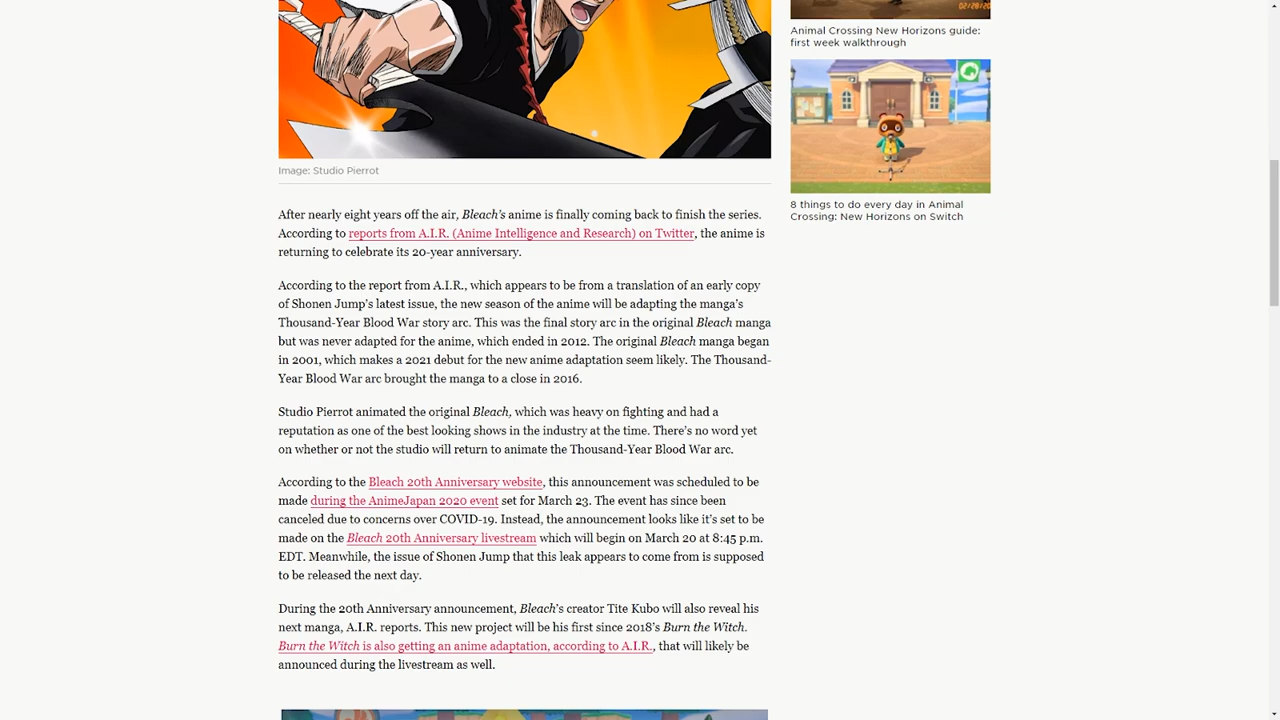 02/28/20
Animal Crossing New Horizons guide:
first week walkthrough
8 things to do every day in Animal
Crossing: New Horizons on Switch
Image: Studio Pierrot
After nearly eight years off the air, Bleach’s anime is finally coming back to finish the series.
According to reports from A.I.R. (Anime Intelligence and Research) on Twitter, the anime is
returning to celebrate its 20-year anniversary.
According to the report from A.I.R., which appears to be from a translation of an early copy
of Shonen Jump’s latest issue, the new season of the anime will be adapting the manga’s
Thousand-Year Blood War story arc. This was the final story arc in the original Bleach manga
but was never adapted for the anime, which ended in 2012. The original Bleach manga began
in 2001, which makes a 2021 debut for the new anime adaptation seem likely. The Thousand-
Year Blood War arc brought the manga to a close in 2016.
Studio Pierrot animated the original Bleach, which was heavy on fighting and had a
reputation as one of the best looking shows in the industry at the time. There’s no word yet
on whether or not the studio will return to animate the Thousand-Year Blood War arc.
According to the Bleach 20th Anniversary website, this announcement was scheduled to be
made during the AnimeJapan 2020 event set for March 23. The event has since been
canceled due to concerns over COVID-19. Instead, the announcement looks like it’s set to be
made on the Bleach 20th Anniversary livestream which will begin on March 20 at 8:45 p.m.
EDT. Meanwhile, the issue of Shonen Jump that this leak appears to come from is supposed
to be released the next day.
During the 20th Anniversary announcement, Bleach’s creator Tite Kubo will also reveal his
next manga, A.I.R. reports. This new project will be his first since 2018’s Burn the Witch.
Burn the Witch is also getting an anime adaptation, according to A.I.R., that will likely be
announced during the livestream as well.